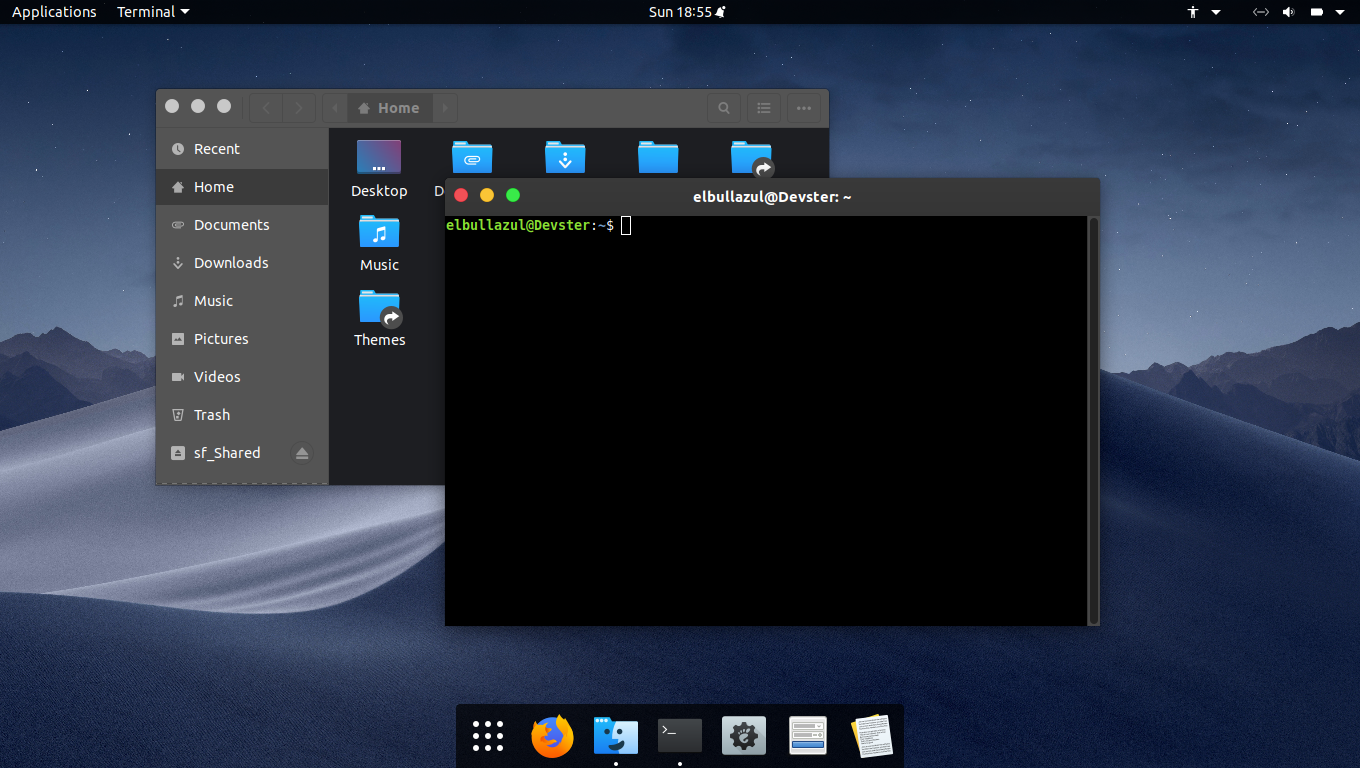 Applications Terminal Sun 18:55
Home
Recent
Home
Documents
Downloads
Music
Pictures
Videos
Trash
sf_Shared
Desktop
Music
Themes
elbullazul@Devster: ~
elbullazul@Devster:~$